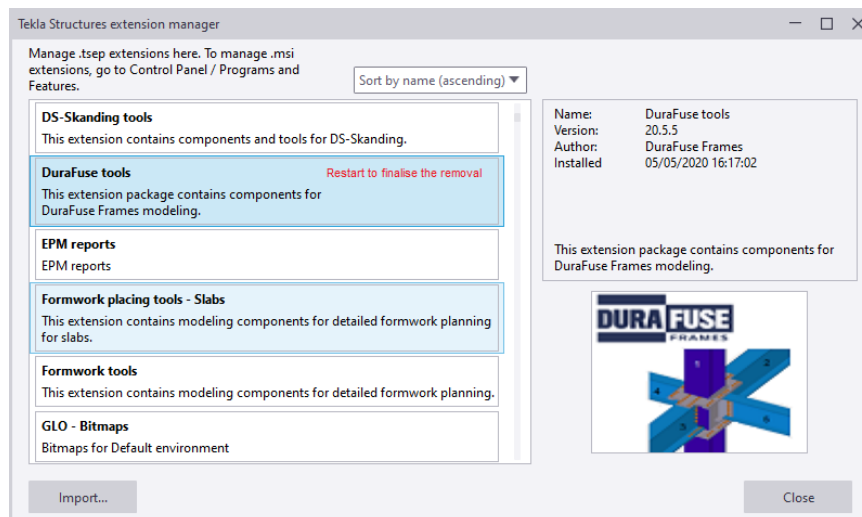 Tekla Structures extension manager
Manage .tsep extensions here. To manage .msi
extensions, go to Control Panel / Programs and
Features.
Sort by name (ascending)
DS-Skanding tools
This extension contains components and tools for DS-Skanding.
DuraFuse tools
Restart to finalise the removal
This extension package contains components for
DuraFuse Frames modeling.
EPM reports
EPM reports
Formwork placing tools - Slabs
This extension contains modeling components for detailed formwork planning
for slabs.
Formwork tools
This extension contains modeling components for detailed formwork planning.
GLO - Bitmaps
Bitmaps for Default environment
Name: DuraFuse tools
Version: 20.5.5
Author: DuraFuse Frames
Installed 05/05/2020 16:17:02
This extension package contains components for
DuraFuse Frames modeling.
DURA FUSE
FRAMES
1
2
4
3
Import...
Close